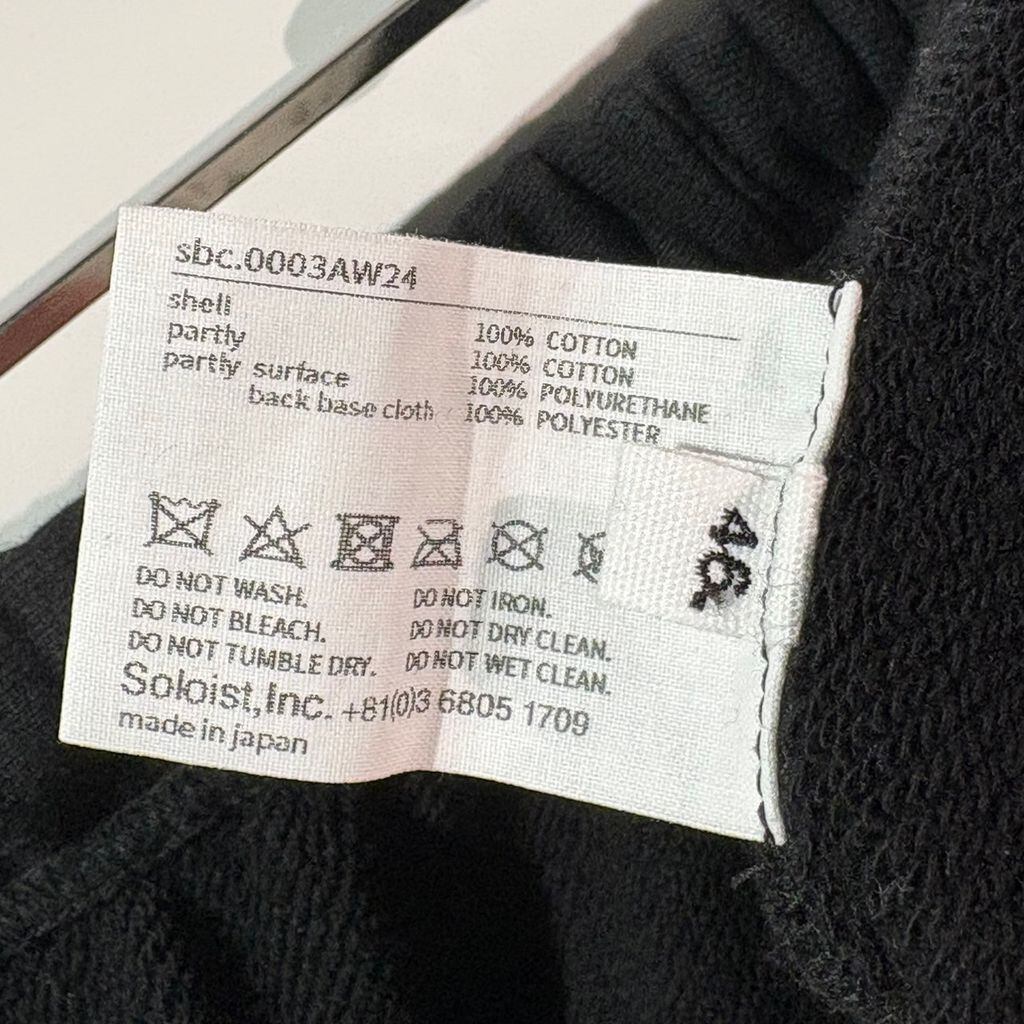 sbc.0003AW24
shell 100% COTTON
partly 100% COTTON
partly surface 100% POLYURETHANE
back base cloth 100% POLYESTER
46
DO NOT WASH. DO NOT IRON.
DO NOT BLEACH. DO NOT DRY CLEAN.
DO NOT TUMBLE DRY. DO NOT WET CLEAN.
Soloist,Inc. +81(0)3 6805 1709
made in japan